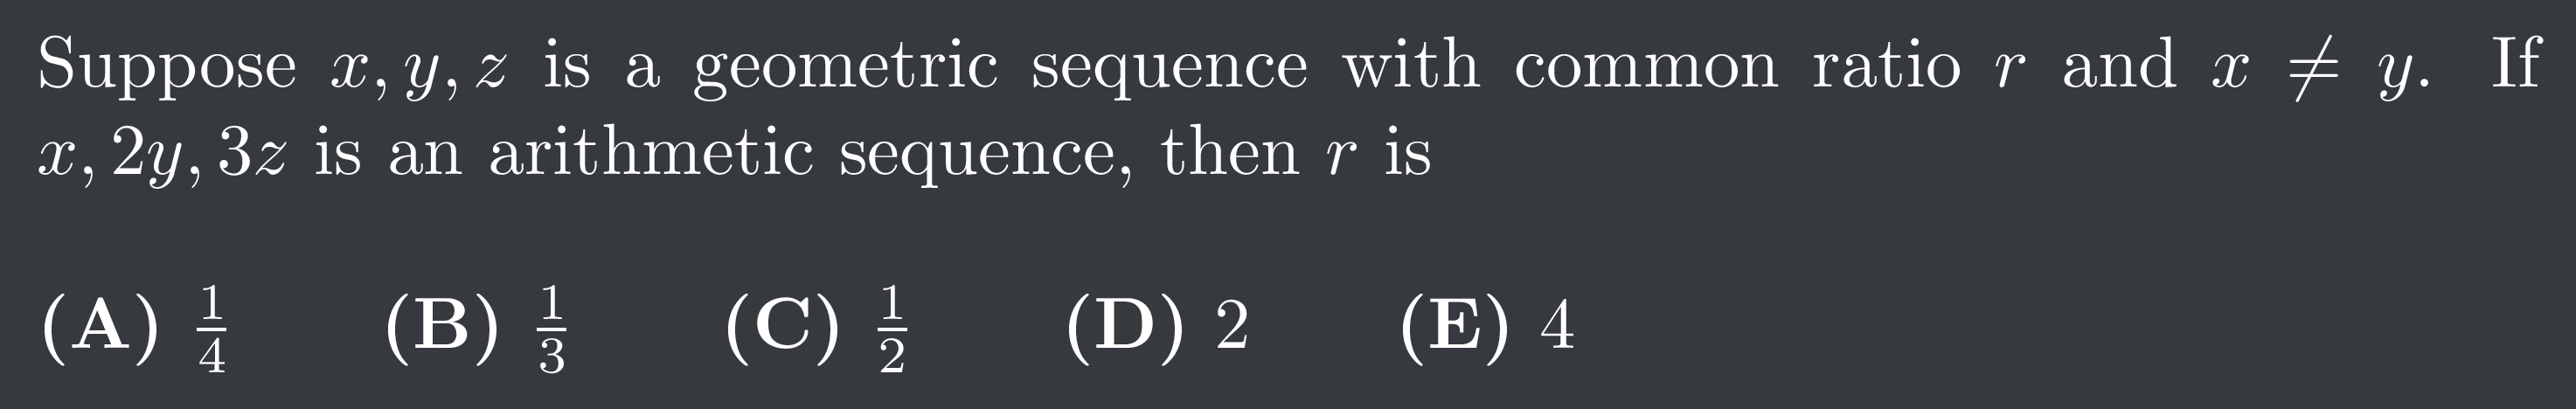 Suppose x, y, z is a geometric sequence with common ratio r and x ≠ y. If
x, 2y, 3z is an arithmetic sequence, then r is
(A) 1/4 (B) 1/3 (C) 1/2 (D) 2 (E) 4